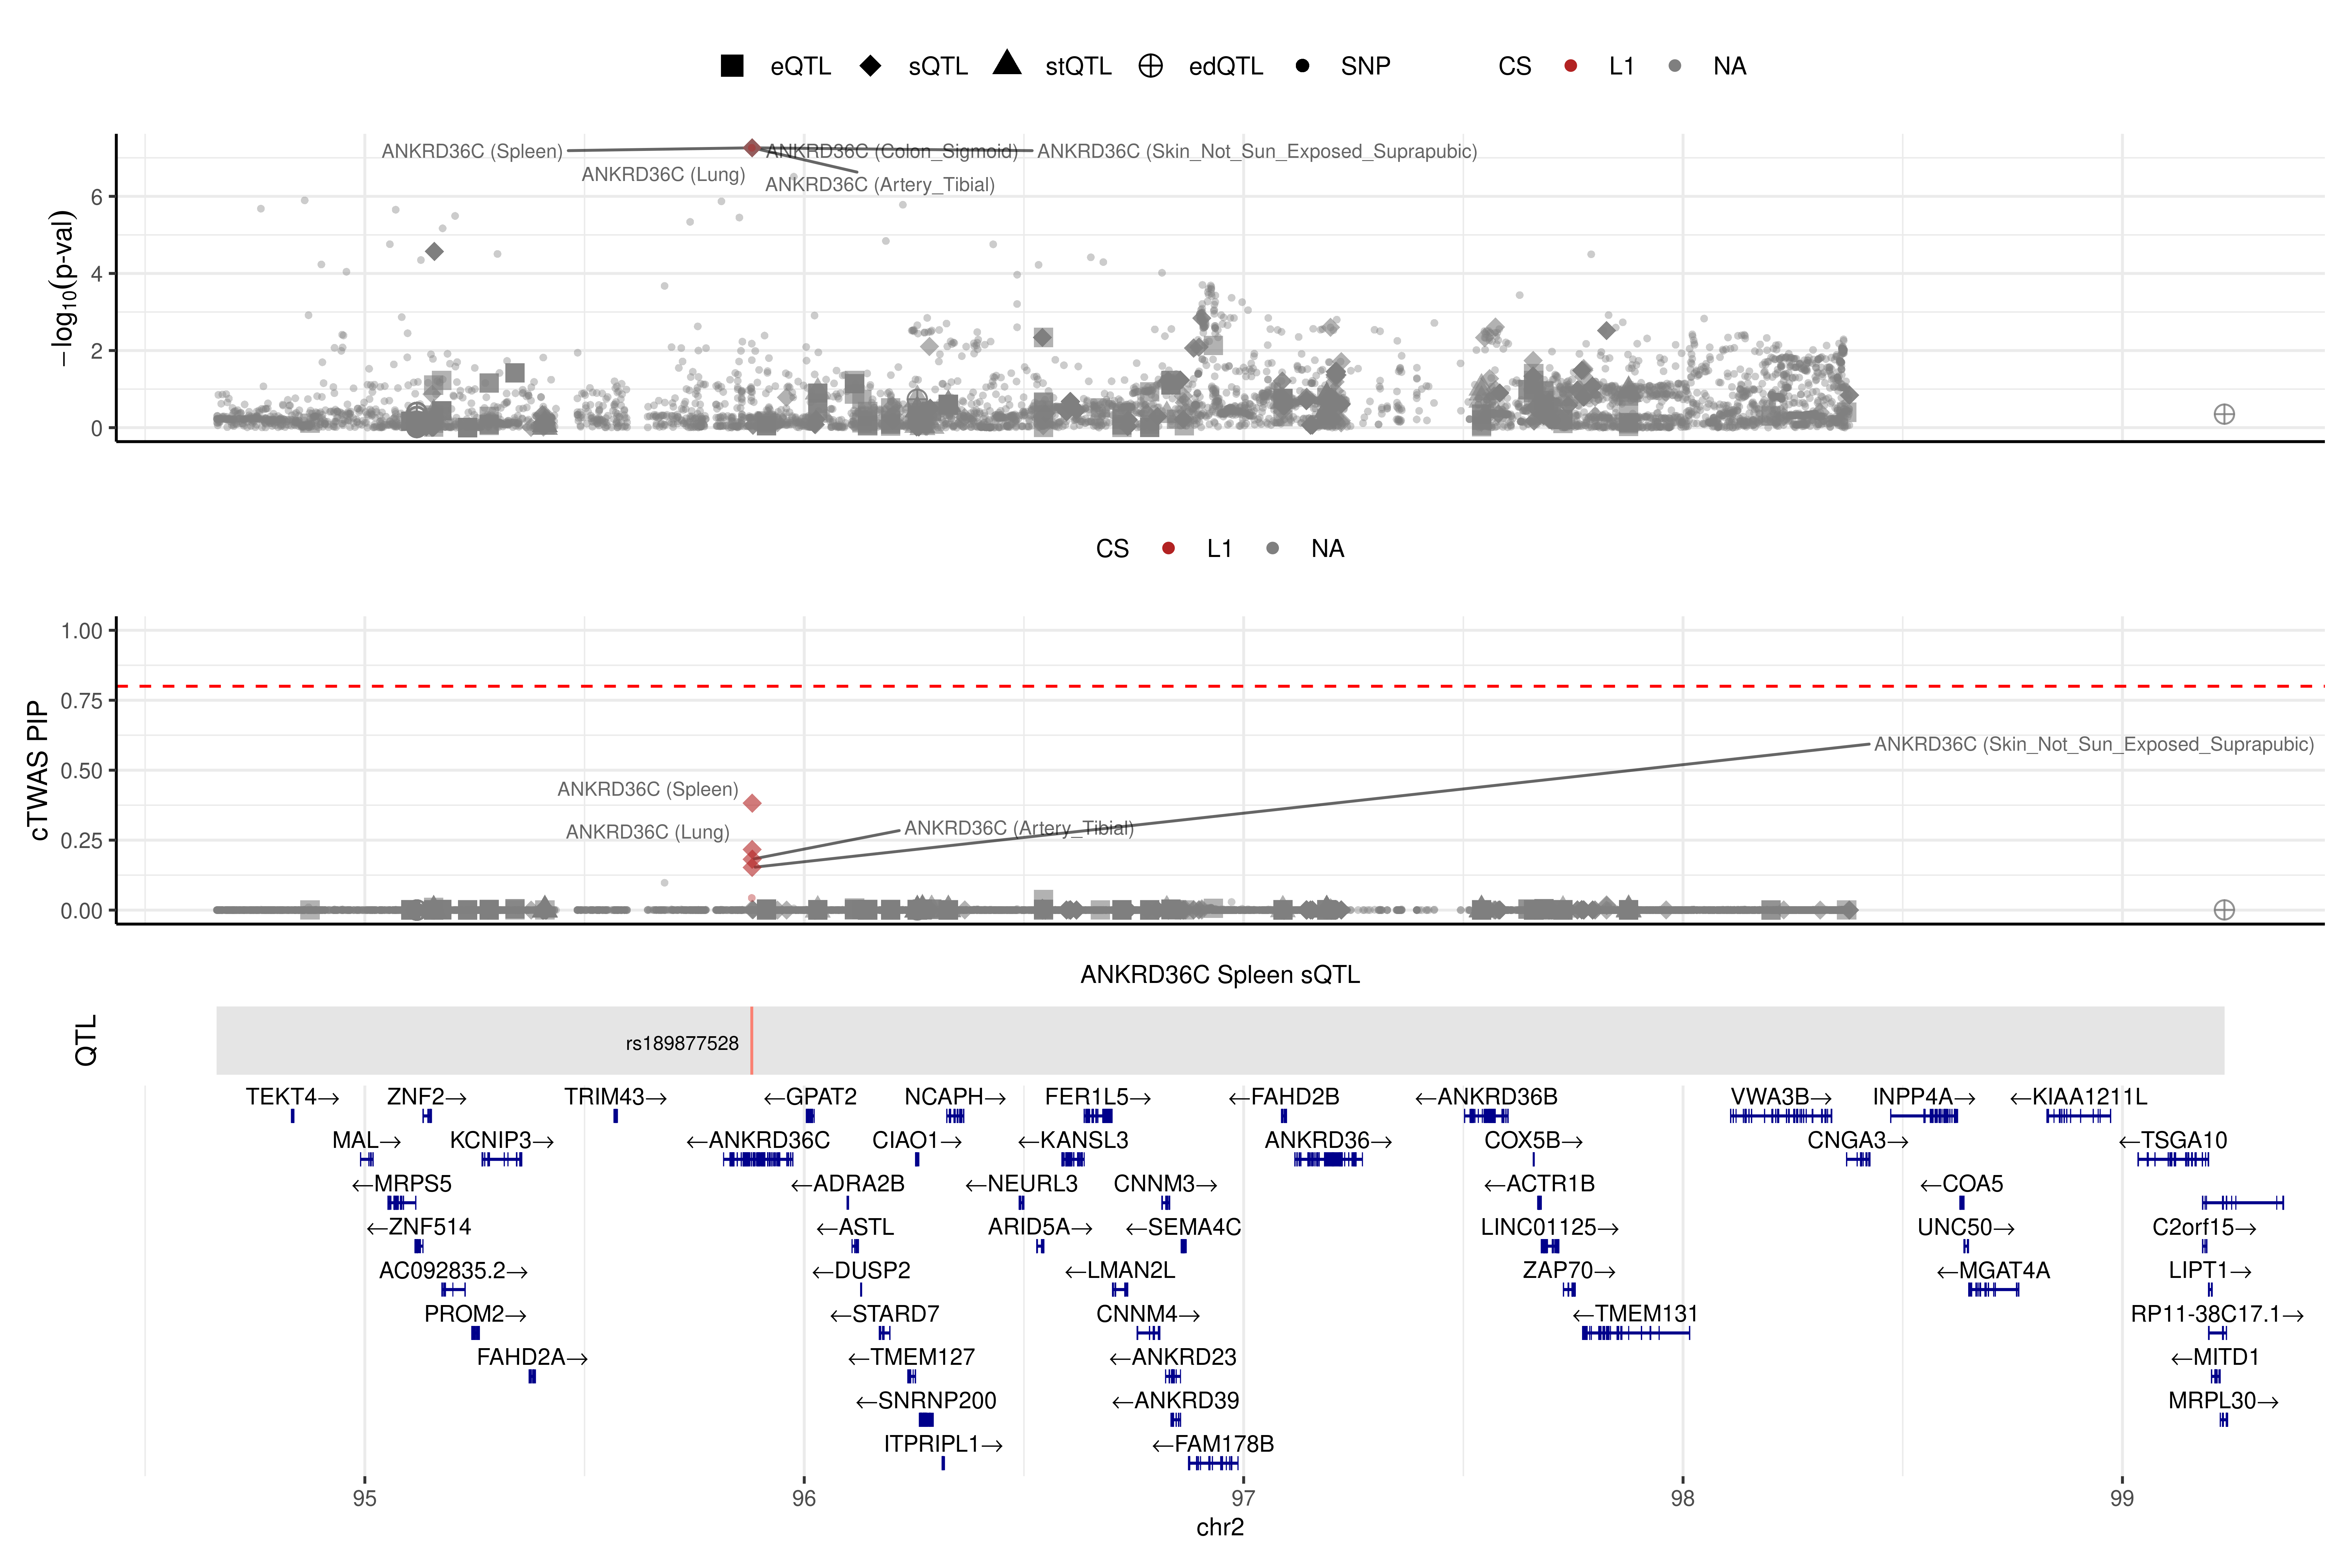 eQTL sQTL stQTL edQTL SNP CS L1 NA
ANKRD36C (Spleen) ANKRD36C (Colon_Sigmoid) ANKRD36C (Skin_Not_Sun_Exposed_Suprapubic)
ANKRD36C (Lung)
ANKRD36C (Artery_Tibial)
−log10(p-val)
6
4
2
0
CS L1 NA
cTWAS PIP
1.00
0.75
0.50
0.25
0.00
ANKRD36C (Skin_Not_Sun_Exposed_Suprapubic)
ANKRD36C (Spleen)
ANKRD36C (Lung) ANKRD36C (Artery_Tibial)
ANKRD36C Spleen sQTL
QTL
rs189877528
TEKT4→ ZNF2→ TRIM43→ ←GPAT2 NCAPH→ FER1L5→ ←FAHD2B ←ANKRD36B VWA3B→ INPP4A→ ←KIAA1211L
MAL→ KCNIP3→ ←ANKRD36C CIAO1→ ←KANSL3 ANKRD36→ COX5B→ CNGA3→ ←TSGA10
←MRPS5 ←ADRA2B ←NEURL3 CNNM3→ ←ACTR1B ←COA5
←ZNF514 ←ASTL ARID5A→ ←SEMA4C LINC01125→ UNC50→ C2orf15→
AC092835.2→ ←DUSP2 ←LMAN2L ZAP70→ ←MGAT4A LIPT1→
PROM2→ ←STARD7 CNNM4→ ←TMEM131 RP11-38C17.1→
FAHD2A→ ←TMEM127 ←ANKRD23 ←MITD1
←SNRNP200 ←ANKRD39 MRPL30→
ITPRIPL1→ ←FAM178B
95 96 97 98 99
chr2